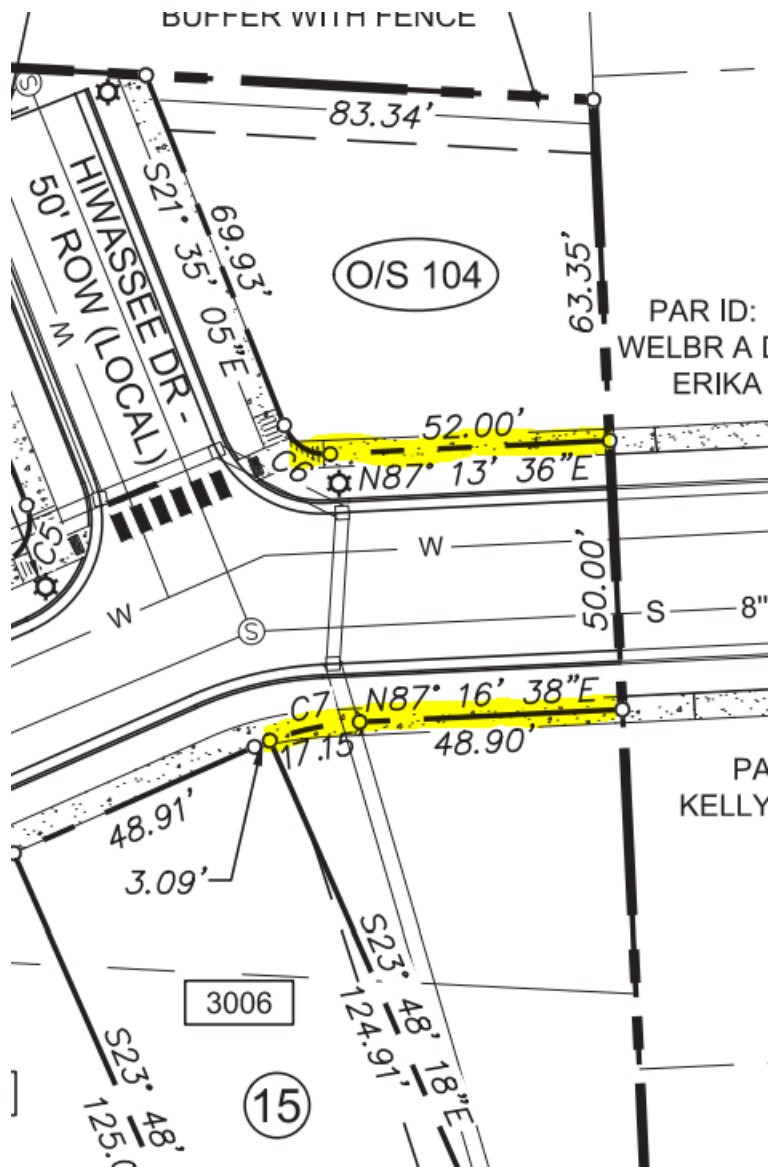 BUFFER WITH FENCE
S
83.34'
HIWASSEE DR -
50' ROW (LOCAL)
S21° 35' 05"E
69.93'
W
O/S 104
63.35'
PAR ID:
WELBR A D
ERIKA
52.00'
C6
N87° 13' 36"E
C5
W
50.00'
W
S
S
8"
C7
N87° 16' 38"E
17.15'
48.90'
48.91'
3.09'
PA
KELLY
S23° 48' 18"E
124.91'
3006
S23° 48'
125.0
15